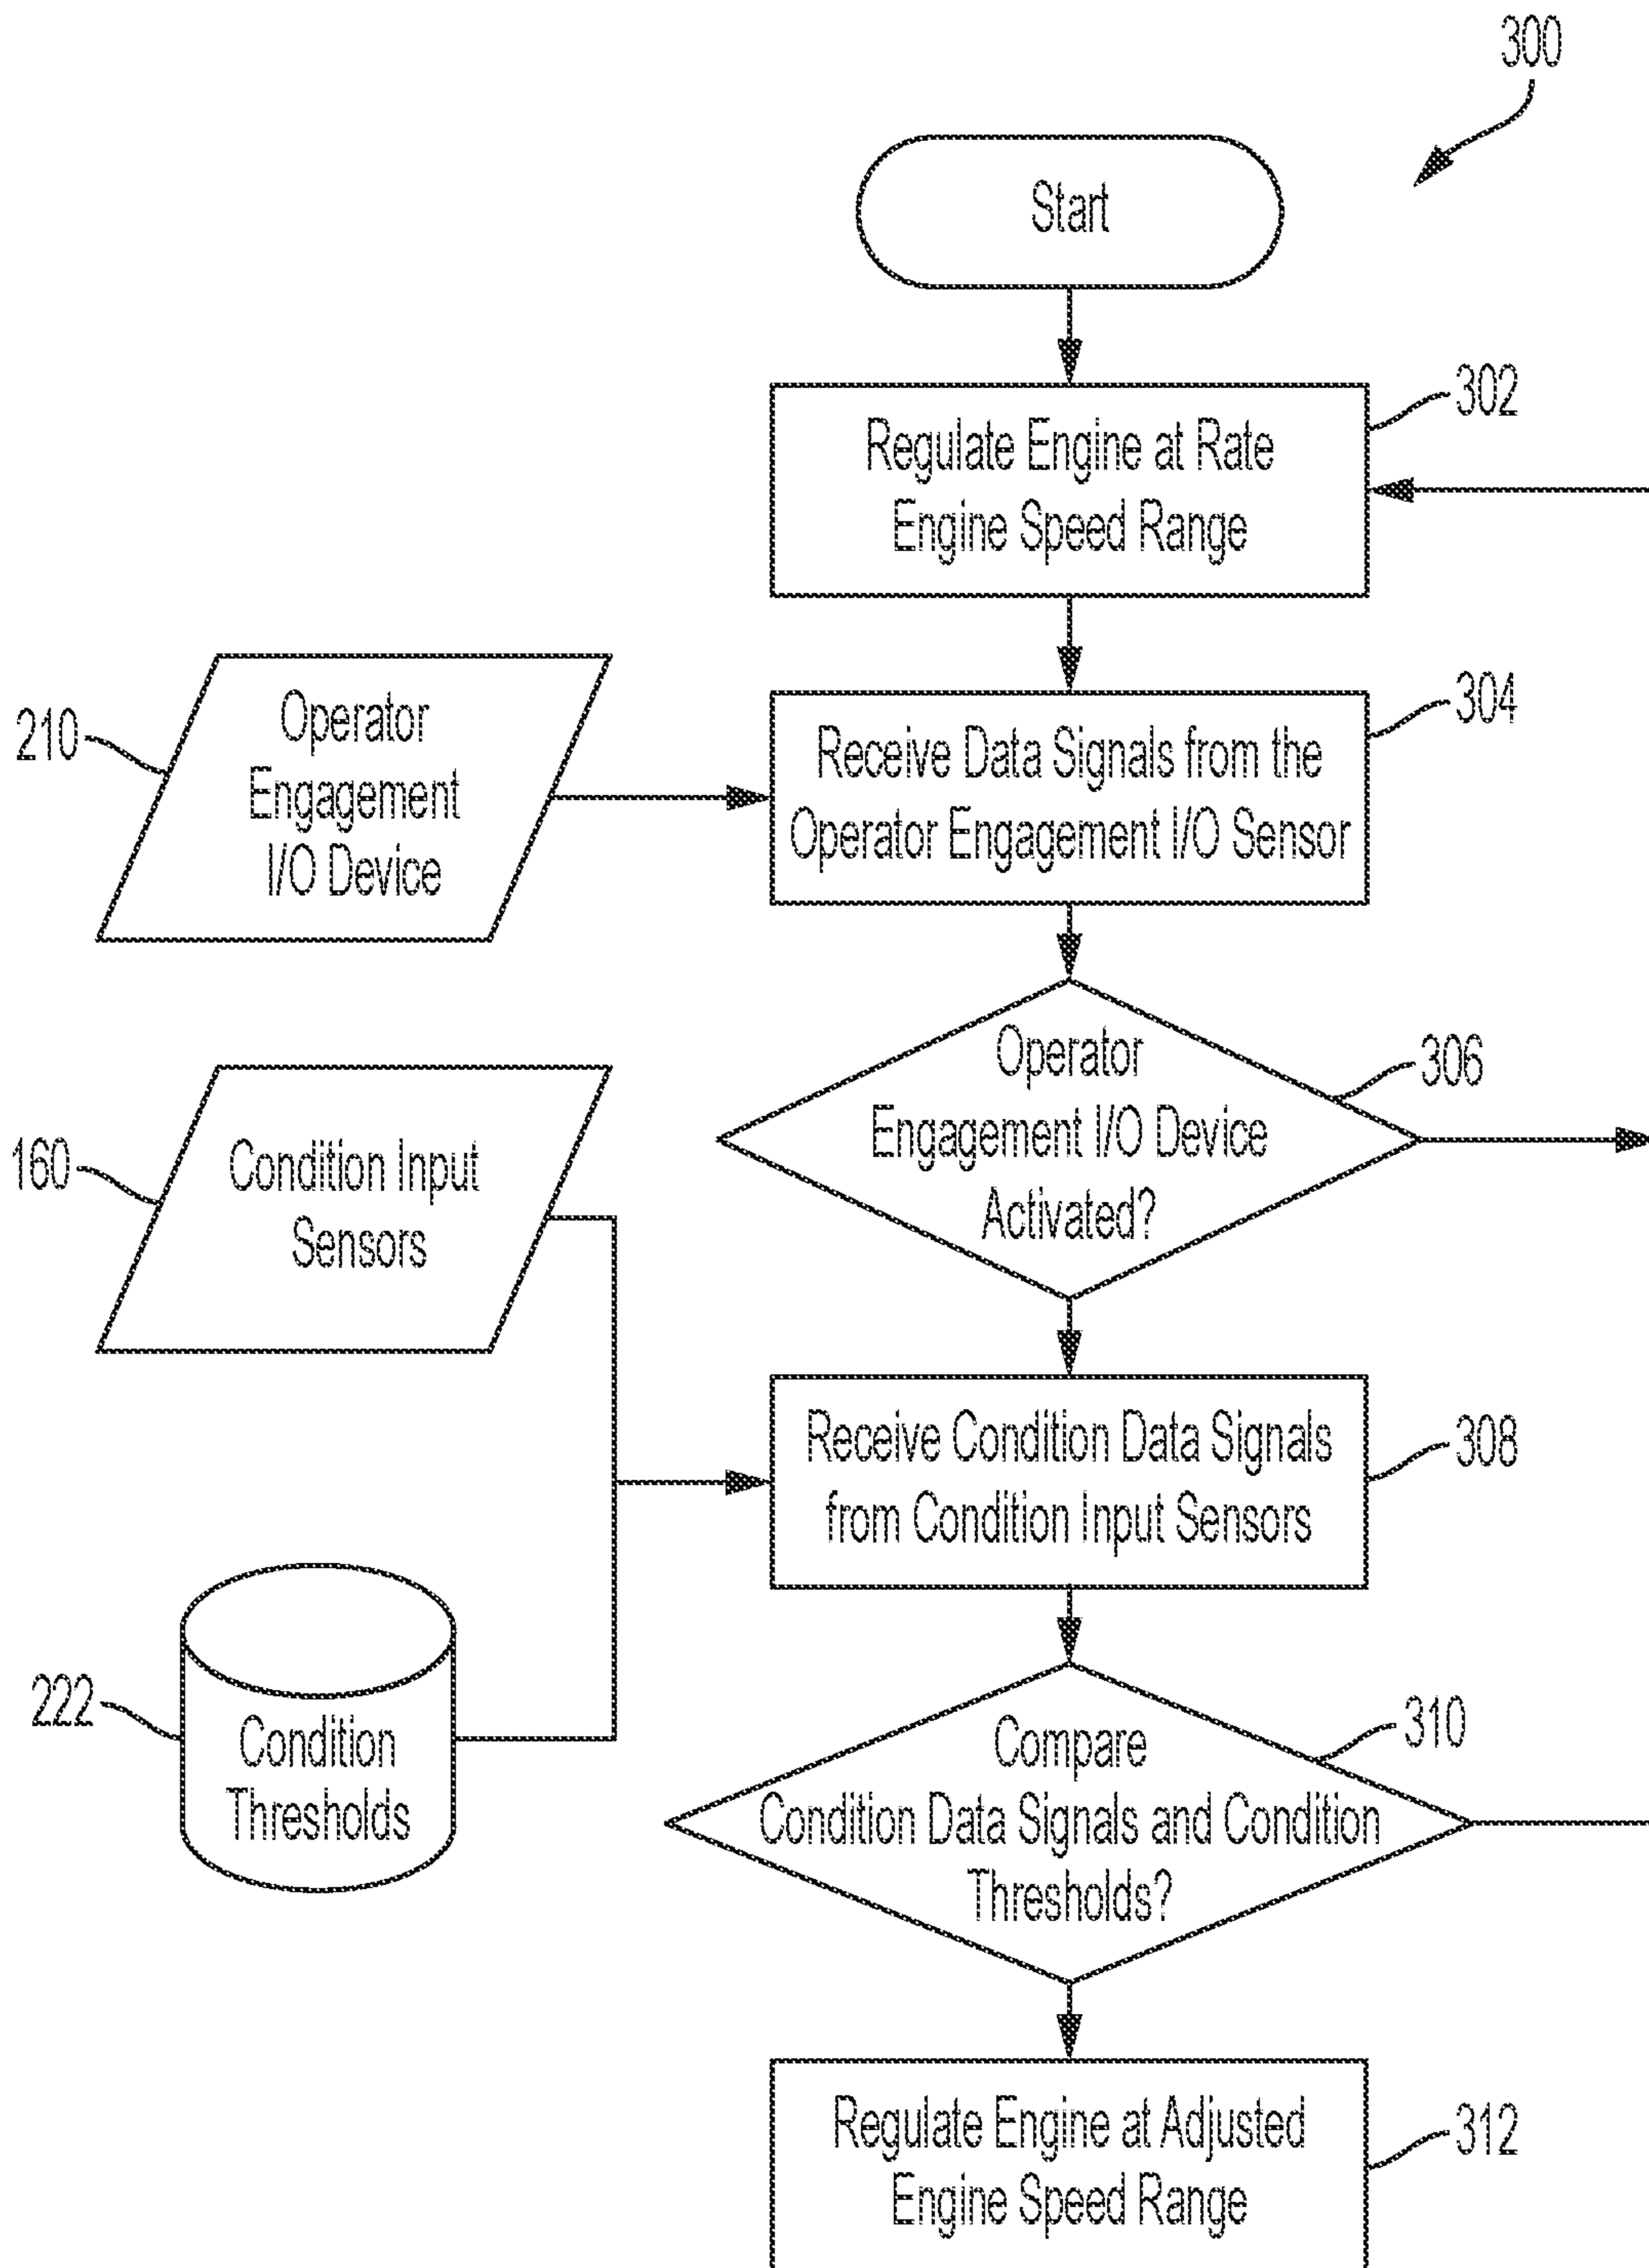 300
Start
302
Regulate Engine at Rate
Engine Speed Range
304
Receive Data Signals from the
Operator Engagement I/O Sensor
210
Operator
Engagement
I/O Device
306
Operator
Engagement I/O Device
Activated?
160
Condition Input
Sensors
308
Receive Condition Data Signals
from Condition Input Sensors
222
Condition
Thresholds
310
Compare
Condition Data Signals and Condition
Thresholds?
312
Regulate Engine at Adjusted
Engine Speed Range